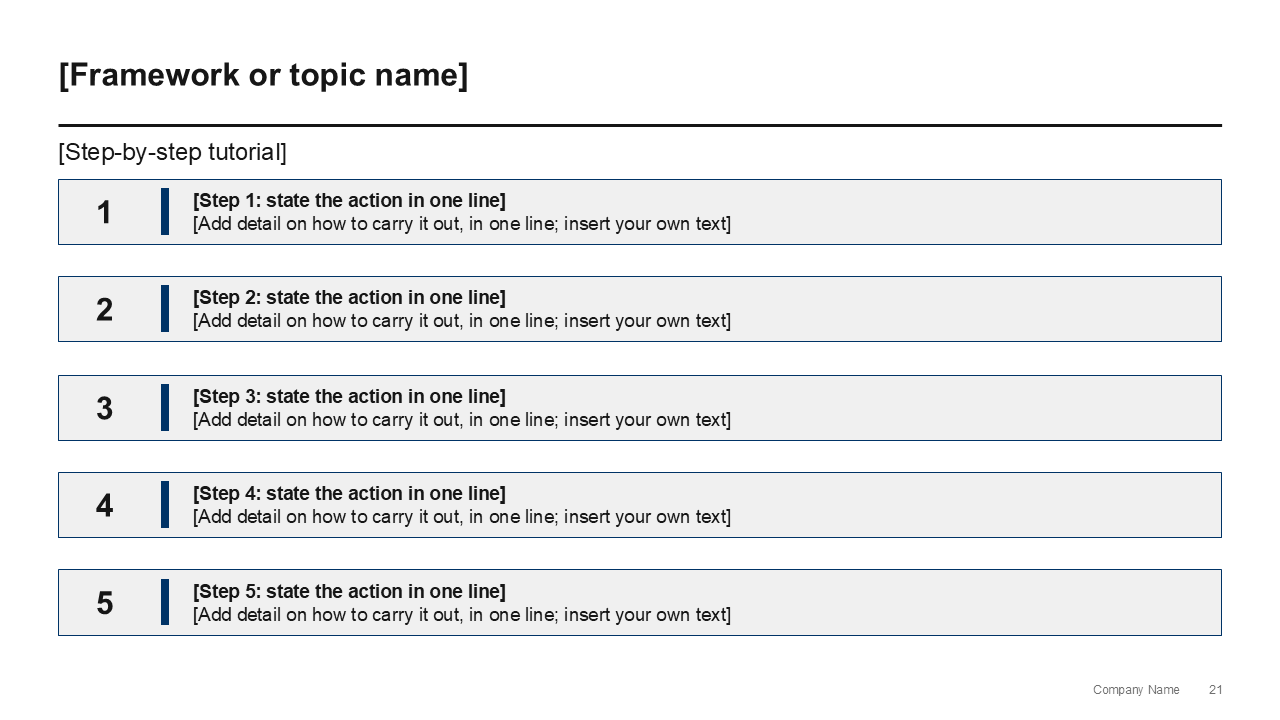 [Framework or topic name]
[Step-by-step tutorial]
1
[Step 1: state the action in one line]
[Add detail on how to carry it out, in one line; insert your own text]
2
[Step 2: state the action in one line]
[Add detail on how to carry it out, in one line; insert your own text]
3
[Step 3: state the action in one line]
[Add detail on how to carry it out, in one line; insert your own text]
4
[Step 4: state the action in one line]
[Add detail on how to carry it out, in one line; insert your own text]
5
[Step 5: state the action in one line]
[Add detail on how to carry it out, in one line; insert your own text]
Company Name 21